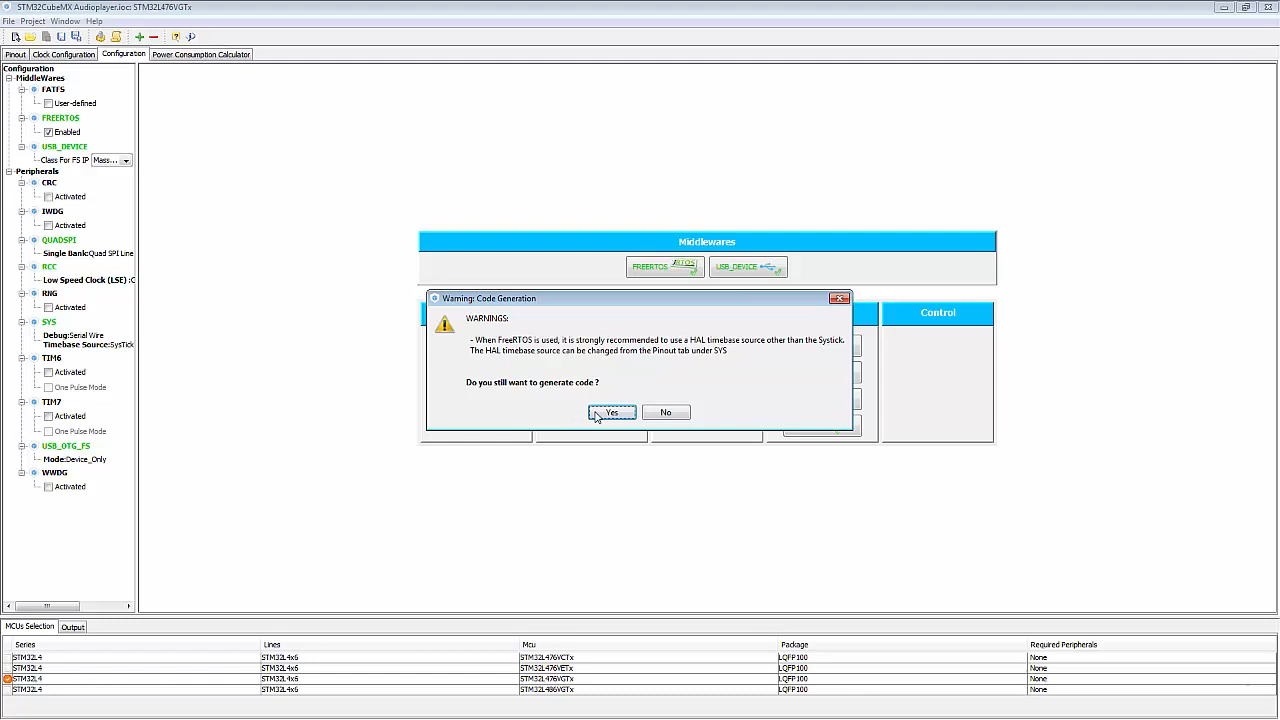 STM32CubeMX Audioplayer.ioc: STM32L476VGTx
File Project Window Help
Pinout Clock Configuration Configuration Power Consumption Calculator
Configuration
MiddleWares
FATFS
User-defined
FREERTOS
Enabled
USB_DEVICE
Class For FS IP Mass...
Peripherals
CRC
Activated
IWDG
Activated
QUADSPI
Single Bank:Quad SPI Line
RCC
Low Speed Clock (LSE) :C
RNG
Activated
SYS
Debug:Serial Wire
Timebase Source:SysTick
TIM6
Activated
One Pulse Mode
TIM7
Activated
One Pulse Mode
USB_OTG_FS
Mode:Device_Only
WWDG
Activated
Middlewares
FREERTOS RTOS USB_DEVICE
Control
Warning: Code Generation
WARNINGS:
- When FreeRTOS is used, it is strongly recommended to use a HAL timebase source other than the Systick.
The HAL timebase source can be changed from the Pinout tab under SYS
Do you still want to generate code ?
Yes No
MCUs Selection Output
Series Lines Mcu Package Required Peripherals
STM32L4 STM32L4x6 STM32L476VCTx LQFP100 None
STM32L4 STM32L4x6 STM32L476VETx LQFP100 None
STM32L4 STM32L4x6 STM32L476VGTx LQFP100 None
STM32L4 STM32L4x6 STM32L486VGTx LQFP100 None